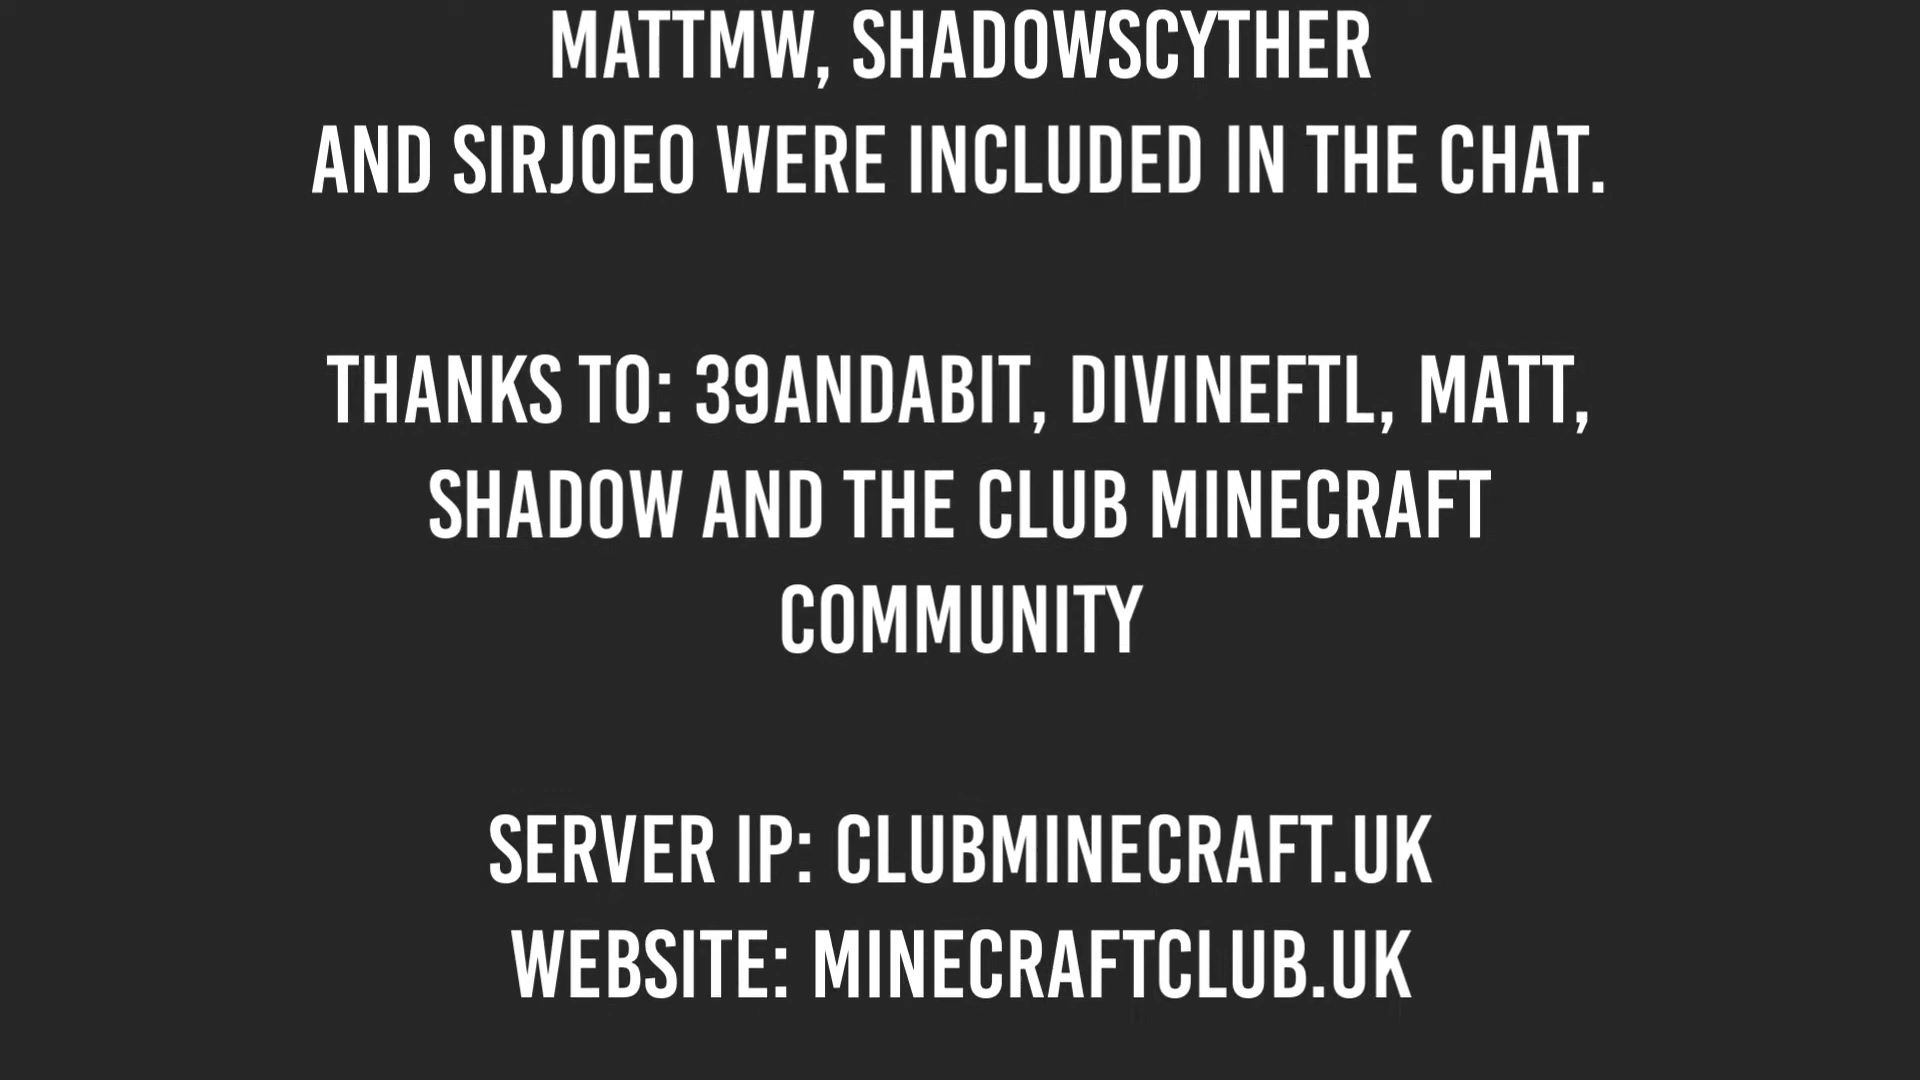 MATTMW, SHADOWSCYTHER
AND SIRJOEO WERE INCLUDED IN THE CHAT.
THANKS TO: 39ANDABIT, DIVINEFTL, MATT,
SHADOW AND THE CLUB MINECRAFT
COMMUNITY
SERVER IP: CLUBMINECRAFT.UK
WEBSITE: MINECRAFTCLUB.UK